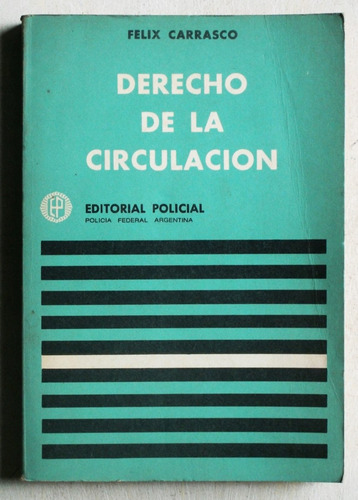 FELIX CARRASCO
DERECHO
DE LA
CIRCULACION
EP
EDITORIAL POLICIAL
POLICIA FEDERAL ARGENTINA